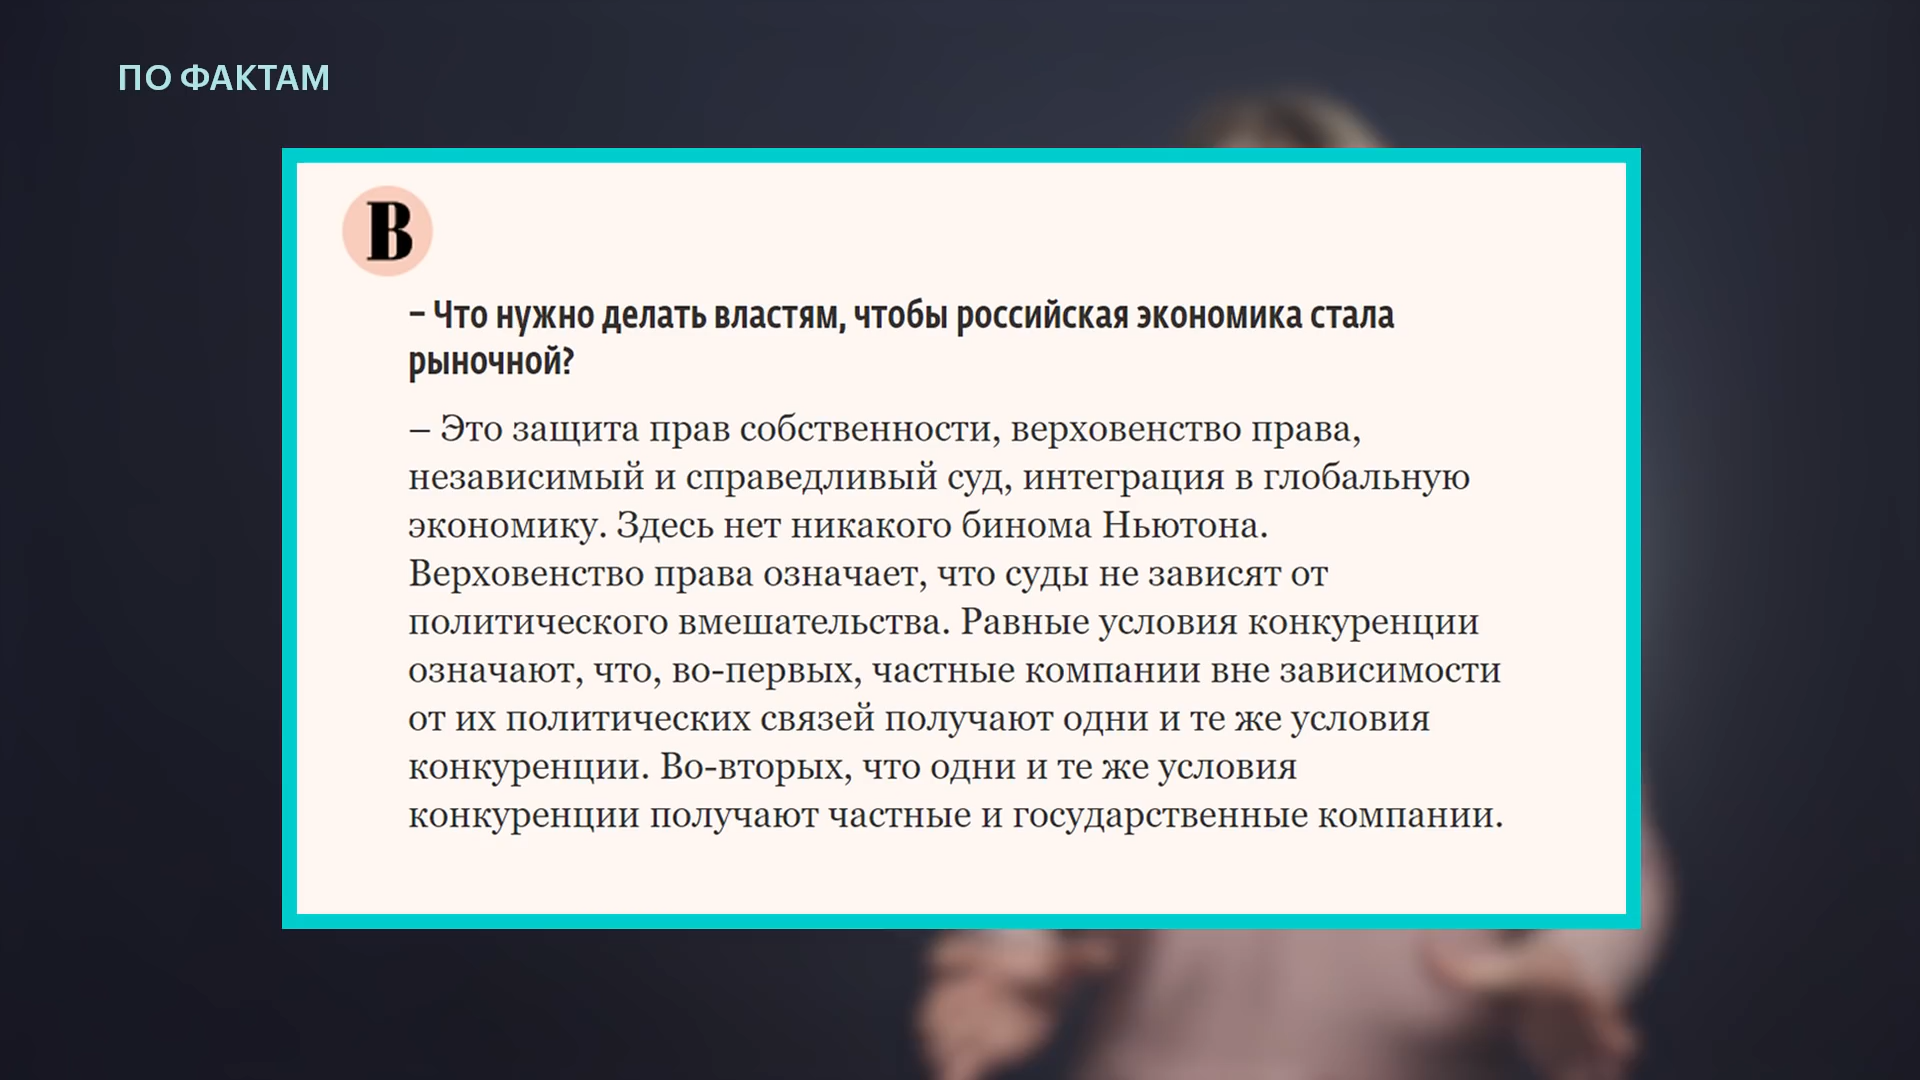 ПО ФАКТАМ
В
– Что нужно делать властям, чтобы российская экономика стала
рыночной?
– Это защита прав собственности, верховенство права,
независимый и справедливый суд, интеграция в глобальную
экономику. Здесь нет никакого бинома Ньютона.
Верховенство права означает, что суды не зависят от
политического вмешательства. Равные условия конкуренции
означают, что, во-первых, частные компании вне зависимости
от их политических связей получают одни и те же условия
конкуренции. Во-вторых, что одни и те же условия
конкуренции получают частные и государственные компании.